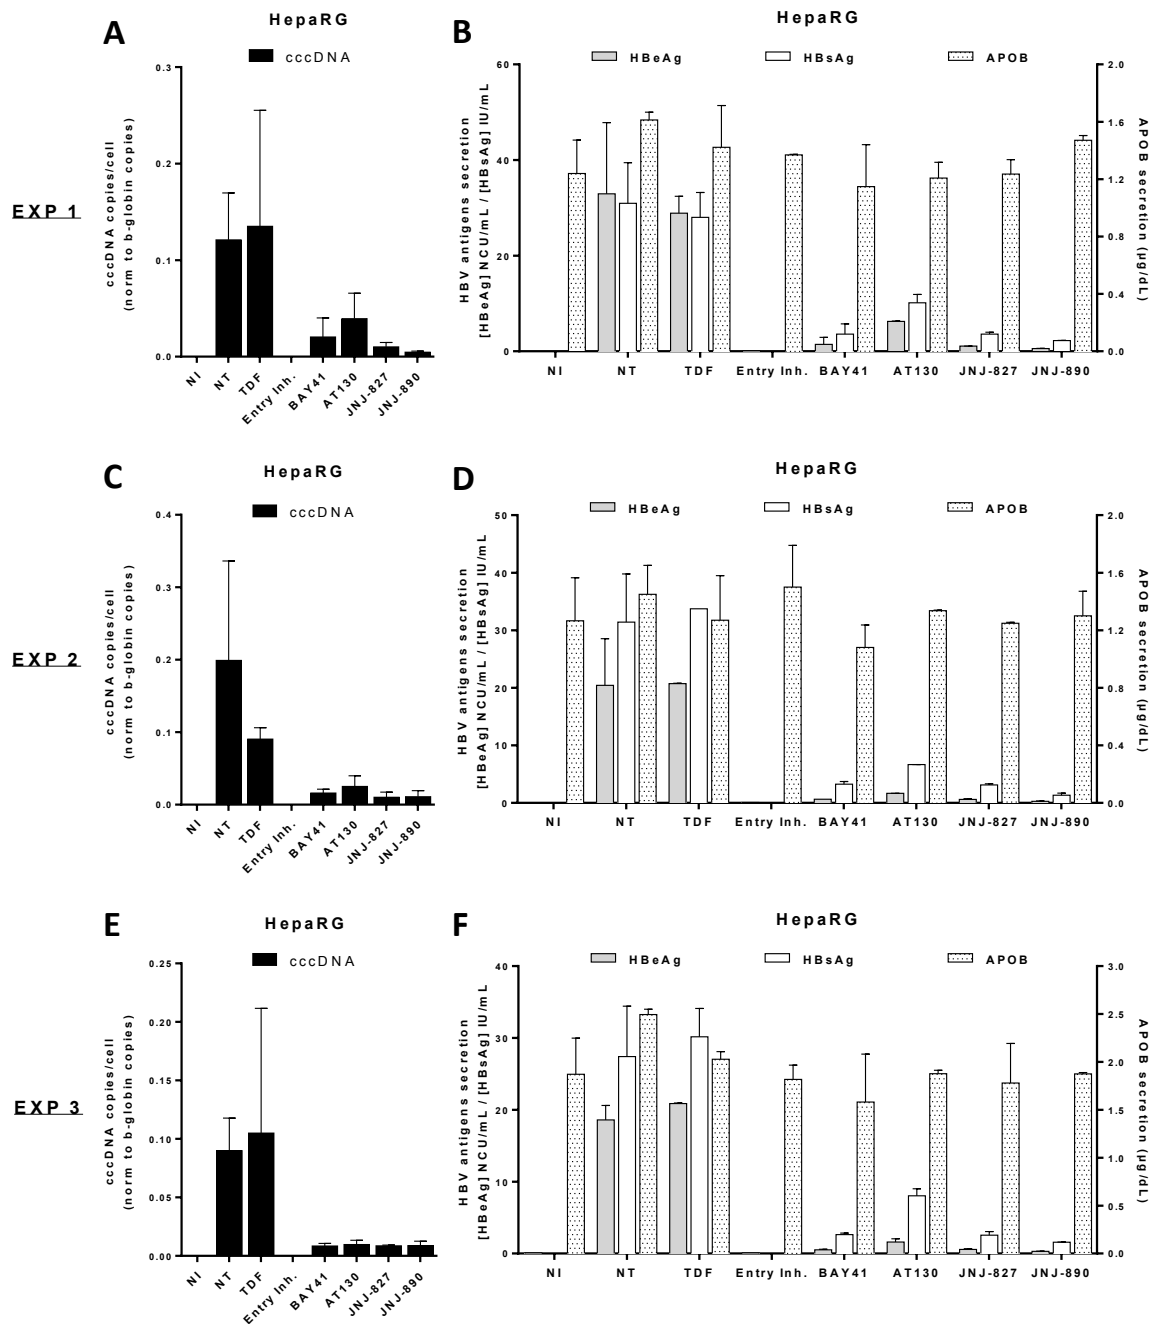 A
HepaRG
cccDNA
cccDNA copies/cell
(norm to b-globin copies)
0.3
0.2
0.1
0.0
NI
NT
TDF
Entry Inh.
BAY41
AT130
JNJ-827
JNJ-890
B
HepaRG
HBeAg
HBsAg
APOB
HBV antigens secretion
[HBeAg] NCU/mL / [HBsAg] IU/mL
60
40
20
0
2.0
1.6
1.2
0.8
0.4
0.0
APOB secretion (µg/dL)
NI
NT
TDF
Entry Inh.
BAY41
AT130
JNJ-827
JNJ-890
EXP 1
C
HepaRG
cccDNA
cccDNA copies/cell
(norm to b-globin copies)
0.4
0.3
0.2
0.1
0.0
NI
NT
TDF
Entry Inh.
BAY41
AT130
JNJ-827
JNJ-890
D
HepaRG
HBeAg
HBsAg
APOB
HBV antigens secretion
[HBeAg] NCU/mL / [HBsAg] IU/mL
50
40
30
20
10
0
2.0
1.6
1.2
0.8
0.4
0.0
APOB secretion (µg/dL)
NI
NT
TDF
Entry Inh.
BAY41
AT130
JNJ-827
JNJ-890
EXP 2
E
HepaRG
cccDNA
cccDNA copies/cell
(norm to b-globin copies)
0.25
0.20
0.15
0.10
0.05
0.00
NI
NT
TDF
Entry Inh.
BAY41
AT130
JNJ-827
JNJ-890
F
HepaRG
HBeAg
HBsAg
APOB
HBV antigens secretion
[HBeAg] NCU/mL / [HBsAg] IU/mL
40
30
20
10
0
3.0
2.5
2.0
1.5
1.0
0.5
0.0
APOB secretion (µg/dL)
NI
NT
TDF
Entry Inh.
BAY41
AT130
JNJ-827
JNJ-890
EXP 3